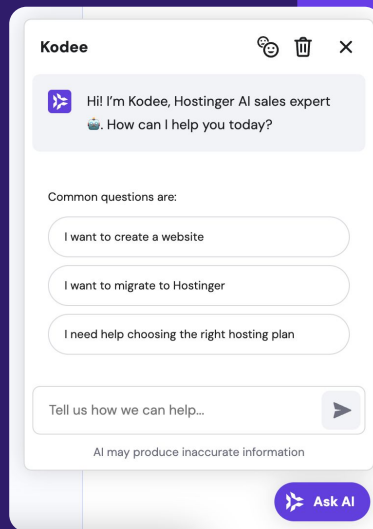 Kodee
Hi! I’m Kodee, Hostinger AI sales expert
🤖. How can I help you today?
Common questions are:
I want to create a website
I want to migrate to Hostinger
I need help choosing the right hosting plan
Tell us how we can help...
AI may produce inaccurate information
Ask AI